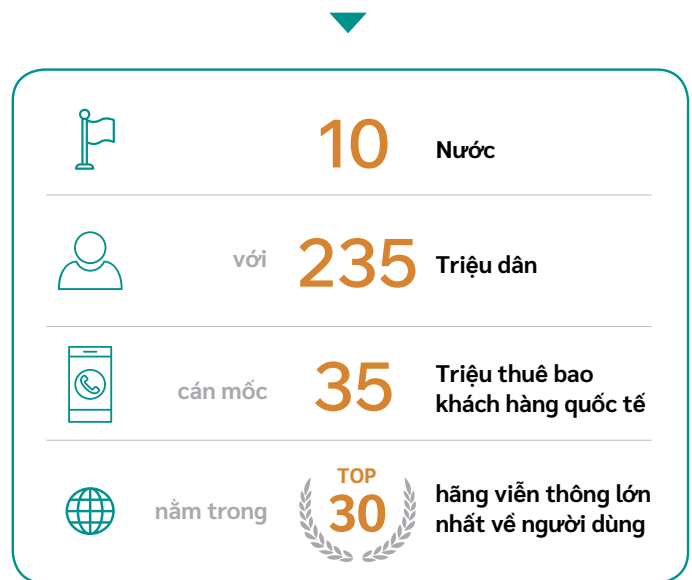 10 Nước
với 235 Triệu dân
cán mốc 35 Triệu thuê bao
khách hàng quốc tế
nằm trong TOP 30 hãng viễn thông lớn
nhất về người dùng